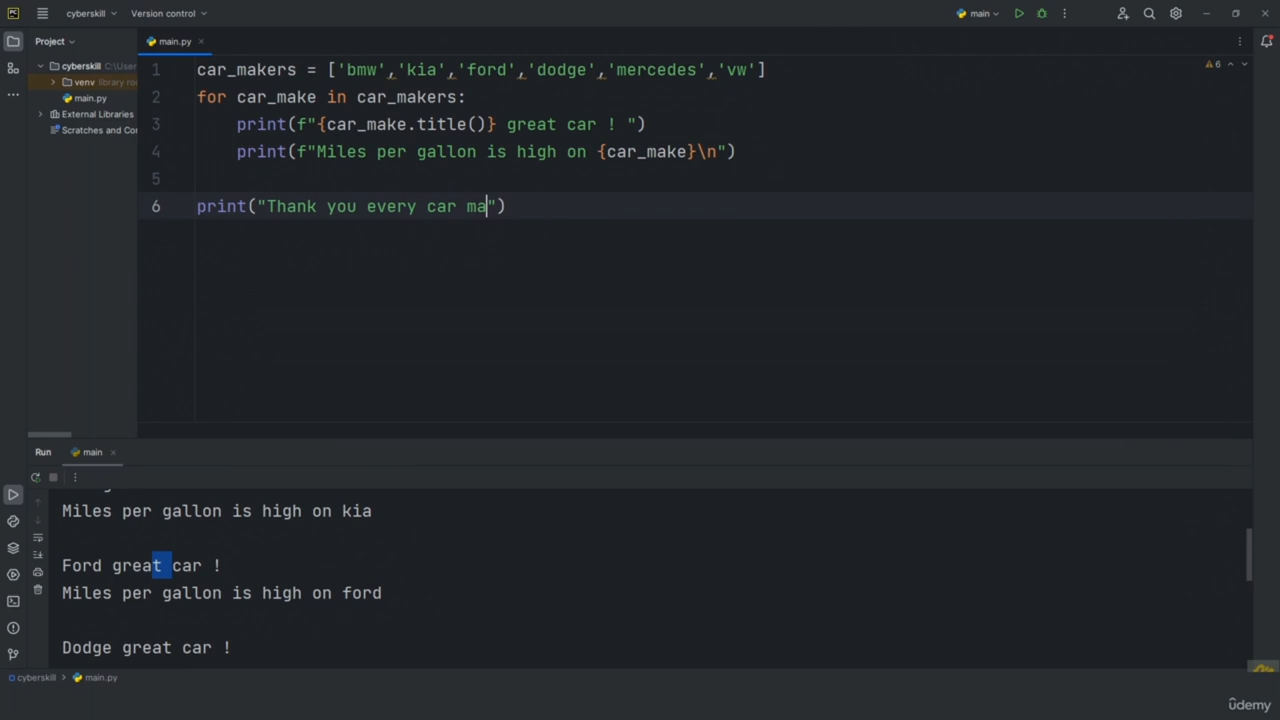 PC cyberskill Version control main
Project main.py
cyberskill C:\User
venv library ro
main.py
External Libraries
Scratches and Con
6
1 car_makers = ['bmw','kia','ford','dodge','mercedes','vw']
2 for car_make in car_makers:
3 print(f"{car_make.title()} great car ! ")
4 print(f"Miles per gallon is high on {car_make}\n")
5
6 print("Thank you every car ma")
Run main
Miles per gallon is high on kia
Ford great car !
Miles per gallon is high on ford
Dodge great car !
cyberskill > main.py
ûdemy